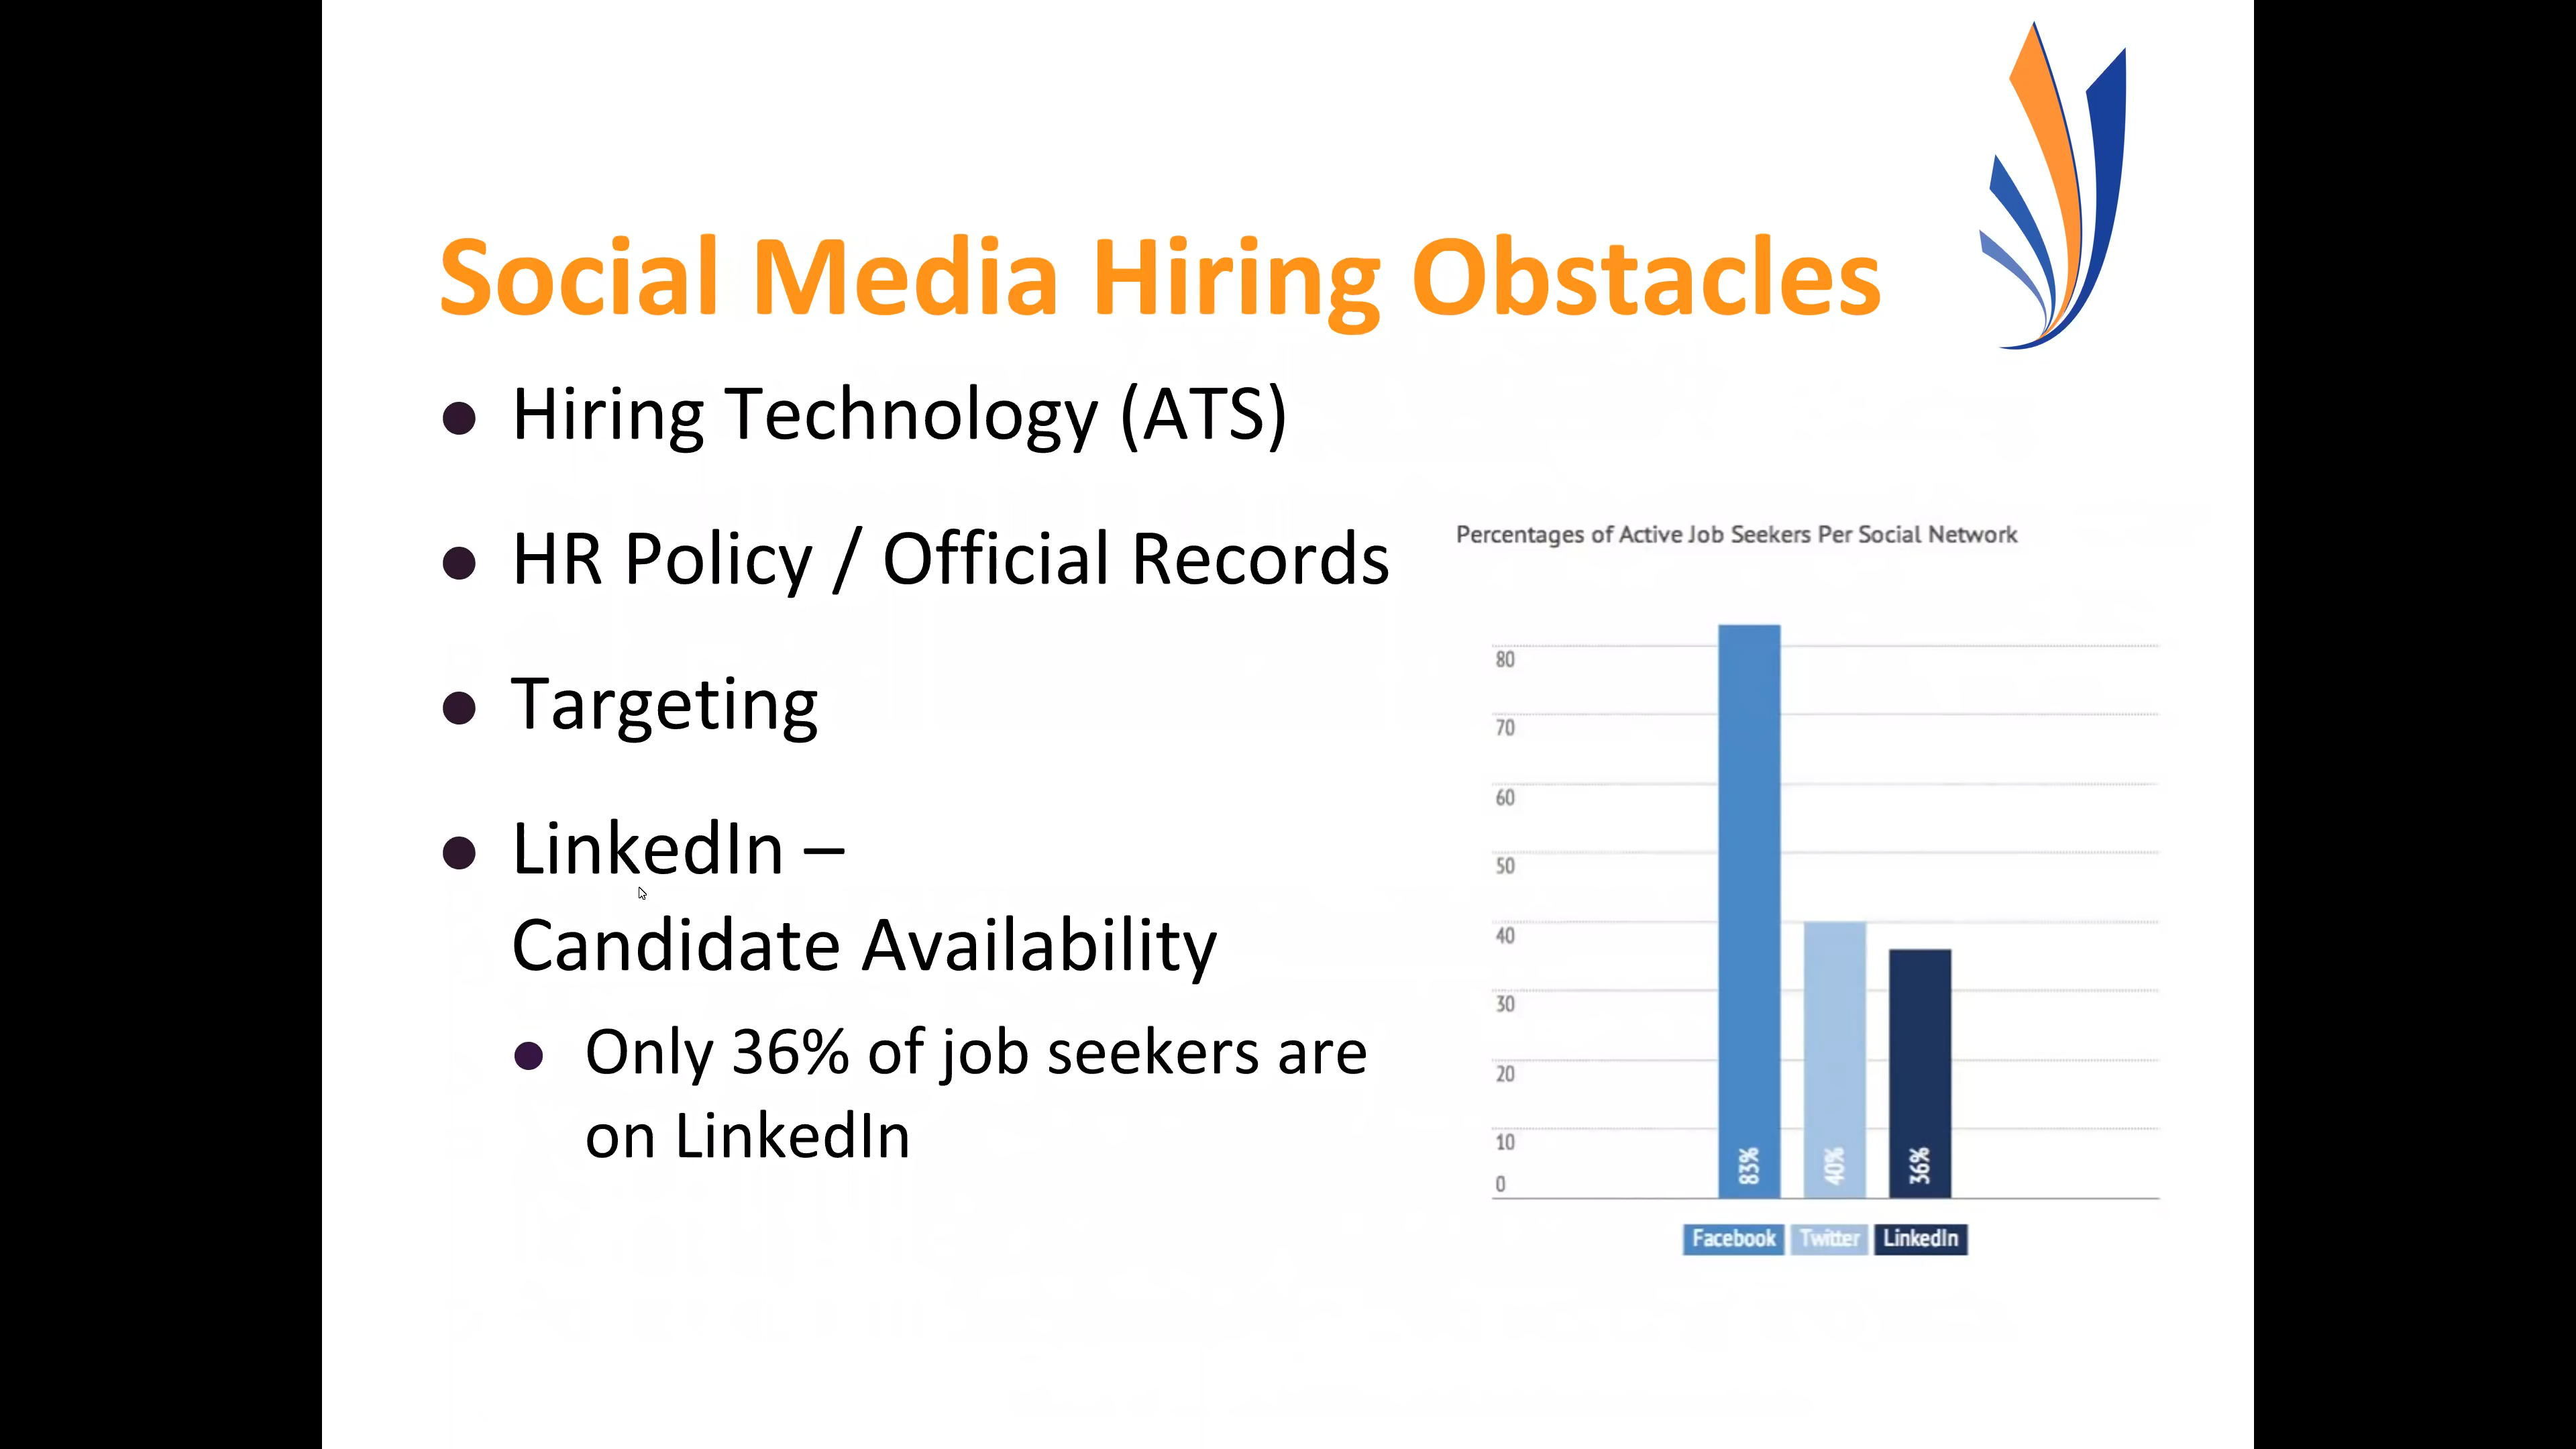 Social Media Hiring Obstacles
Hiring Technology (ATS)
HR Policy / Official Records
Targeting
LinkedIn –
Candidate Availability
Only 36% of job seekers are
on LinkedIn
Percentages of Active Job Seekers Per Social Network
80
70
60
50
40
30
20
10
0
83%
40%
36%
Facebook
Twitter
LinkedIn